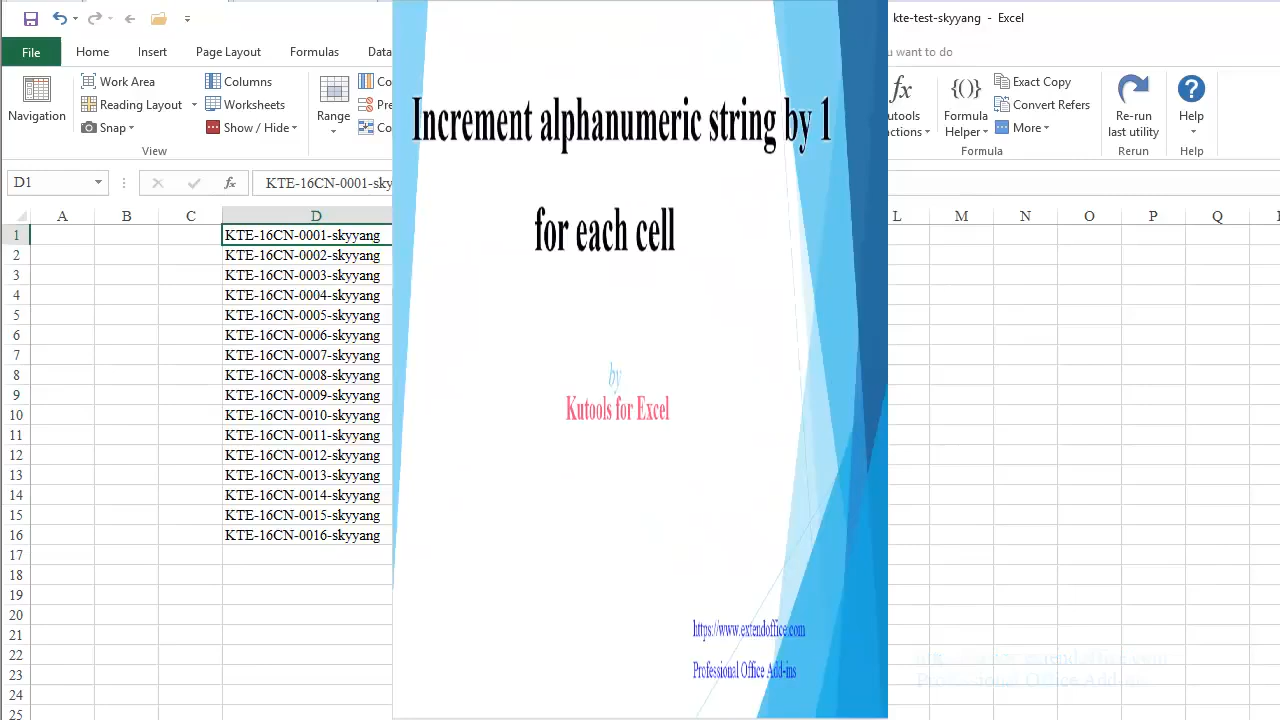 kte-test-skyyang - Excel
File Home Insert Page Layout Formulas Data
u want to do
Navigation
Work Area
Reading Layout
Snap
Columns
Worksheets
Show / Hide
View
Range
fx
Formula Helper
Exact Copy
Convert Refers
More
Formula
Re-run last utility
Rerun
Help
Help
D1
fx
KTE-16CN-0001-sky
A B C D L M N O P Q
1 KTE-16CN-0001-skyyang
2 KTE-16CN-0002-skyyang
3 KTE-16CN-0003-skyyang
4 KTE-16CN-0004-skyyang
5 KTE-16CN-0005-skyyang
6 KTE-16CN-0006-skyyang
7 KTE-16CN-0007-skyyang
8 KTE-16CN-0008-skyyang
9 KTE-16CN-0009-skyyang
10 KTE-16CN-0010-skyyang
11 KTE-16CN-0011-skyyang
12 KTE-16CN-0012-skyyang
13 KTE-16CN-0013-skyyang
14 KTE-16CN-0014-skyyang
15 KTE-16CN-0015-skyyang
16 KTE-16CN-0016-skyyang
17
18
19
20
21
22
23
24
25
Increment alphanumeric string by 1
for each cell
by
Kutools for Excel
https://www.extendoffice.com
Professional Office Add-ins